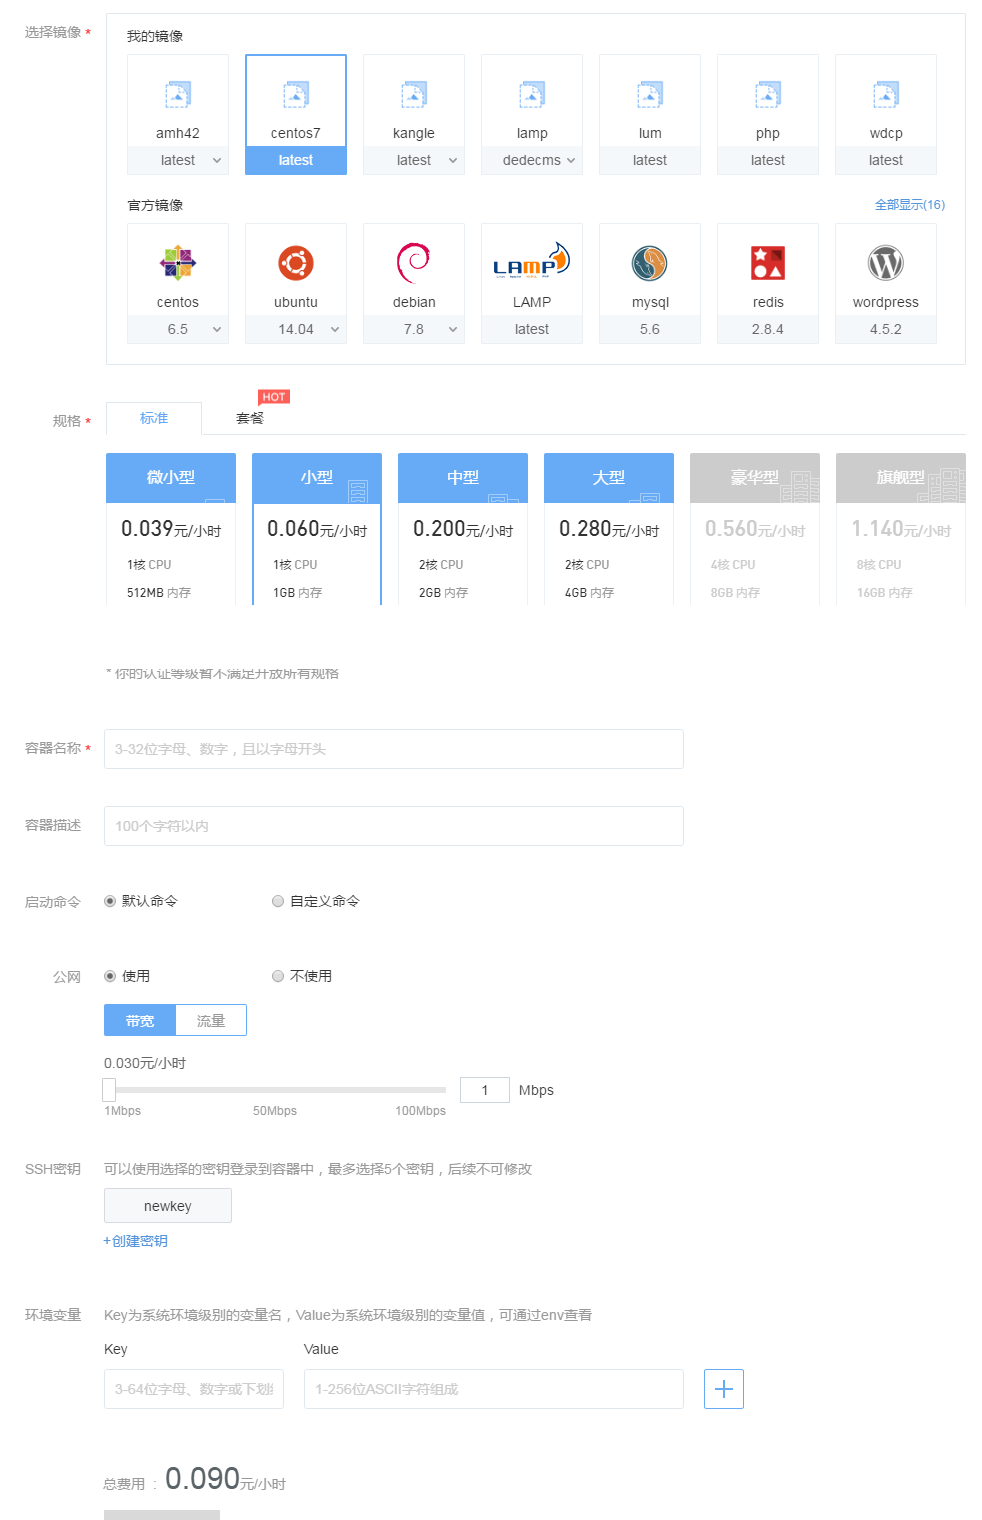 选择镜像 *
我的镜像
amh42 centos7 kangle lamp lum php wdcp
latest latest latest dedecms latest latest latest
官方镜像 全部显示(16)
LAMP
centos ubuntu debian LAMP mysql redis wordpress
6.5 14.04 7.8 latest 5.6 2.8.4 4.5.2
HOT
规格 * 标准 套餐
微小型 小型 中型 大型 豪华型 旗舰型
0.039元/小时 0.060元/小时 0.200元/小时 0.280元/小时 0.560元/小时 1.140元/小时
1核 CPU 1核 CPU 2核 CPU 2核 CPU 4核 CPU 8核 CPU
512MB 内存 1GB 内存 2GB 内存 4GB 内存 8GB 内存 16GB 内存
* 你的认证等级暂不满足开放所有规格
容器名称 * 3-32位字母、数字，且以字母开头
容器描述 100个字符以内
启动命令 默认命令 自定义命令
公网 使用 不使用
带宽 流量
0.030元/小时
1 Mbps
1Mbps 50Mbps 100Mbps
SSH密钥 可以使用选择的密钥登录到容器中，最多选择5个密钥，后续不可修改
newkey
+创建密钥
环境变量 Key为系统环境级别的变量名，Value为系统环境级别的变量值，可通过env查看
Key Value
3-64位字母、数字或下划 1-256位ASCII字符组成
总费用 : 0.090元/小时